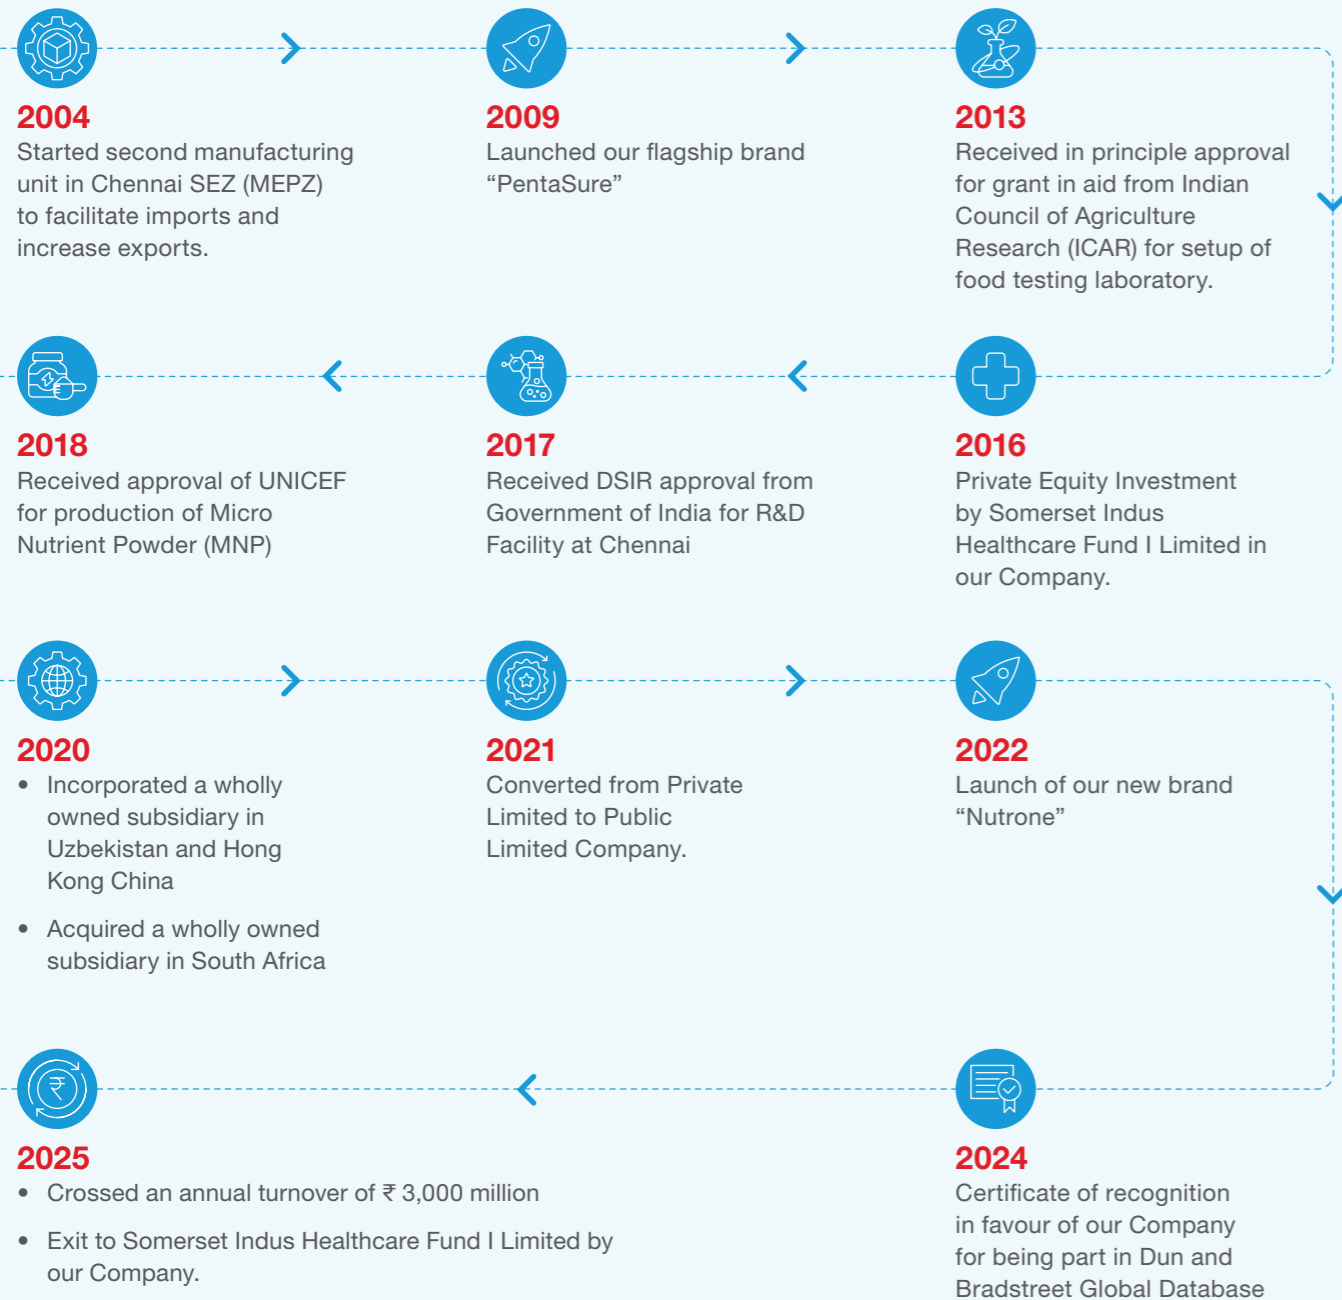 2004
Started second manufacturing
unit in Chennai SEZ (MEPZ)
to facilitate imports and
increase exports.
2009
Launched our flagship brand
“PentaSure”
2013
Received in principle approval
for grant in aid from Indian
Council of Agriculture
Research (ICAR) for setup of
food testing laboratory.
2016
Private Equity Investment
by Somerset Indus
Healthcare Fund I Limited in
our Company.
2017
Received DSIR approval from
Government of India for R&D
Facility at Chennai
2018
Received approval of UNICEF
for production of Micro
Nutrient Powder (MNP)
2020
• Incorporated a wholly
owned subsidiary in
Uzbekistan and Hong
Kong China
• Acquired a wholly owned
subsidiary in South Africa
2021
Converted from Private
Limited to Public
Limited Company.
2022
Launch of our new brand
“Nutrone”
2024
Certificate of recognition
in favour of our Company
for being part in Dun and
Bradstreet Global Database
2025
• Crossed an annual turnover of ₹ 3,000 million
• Exit to Somerset Indus Healthcare Fund I Limited by
our Company.